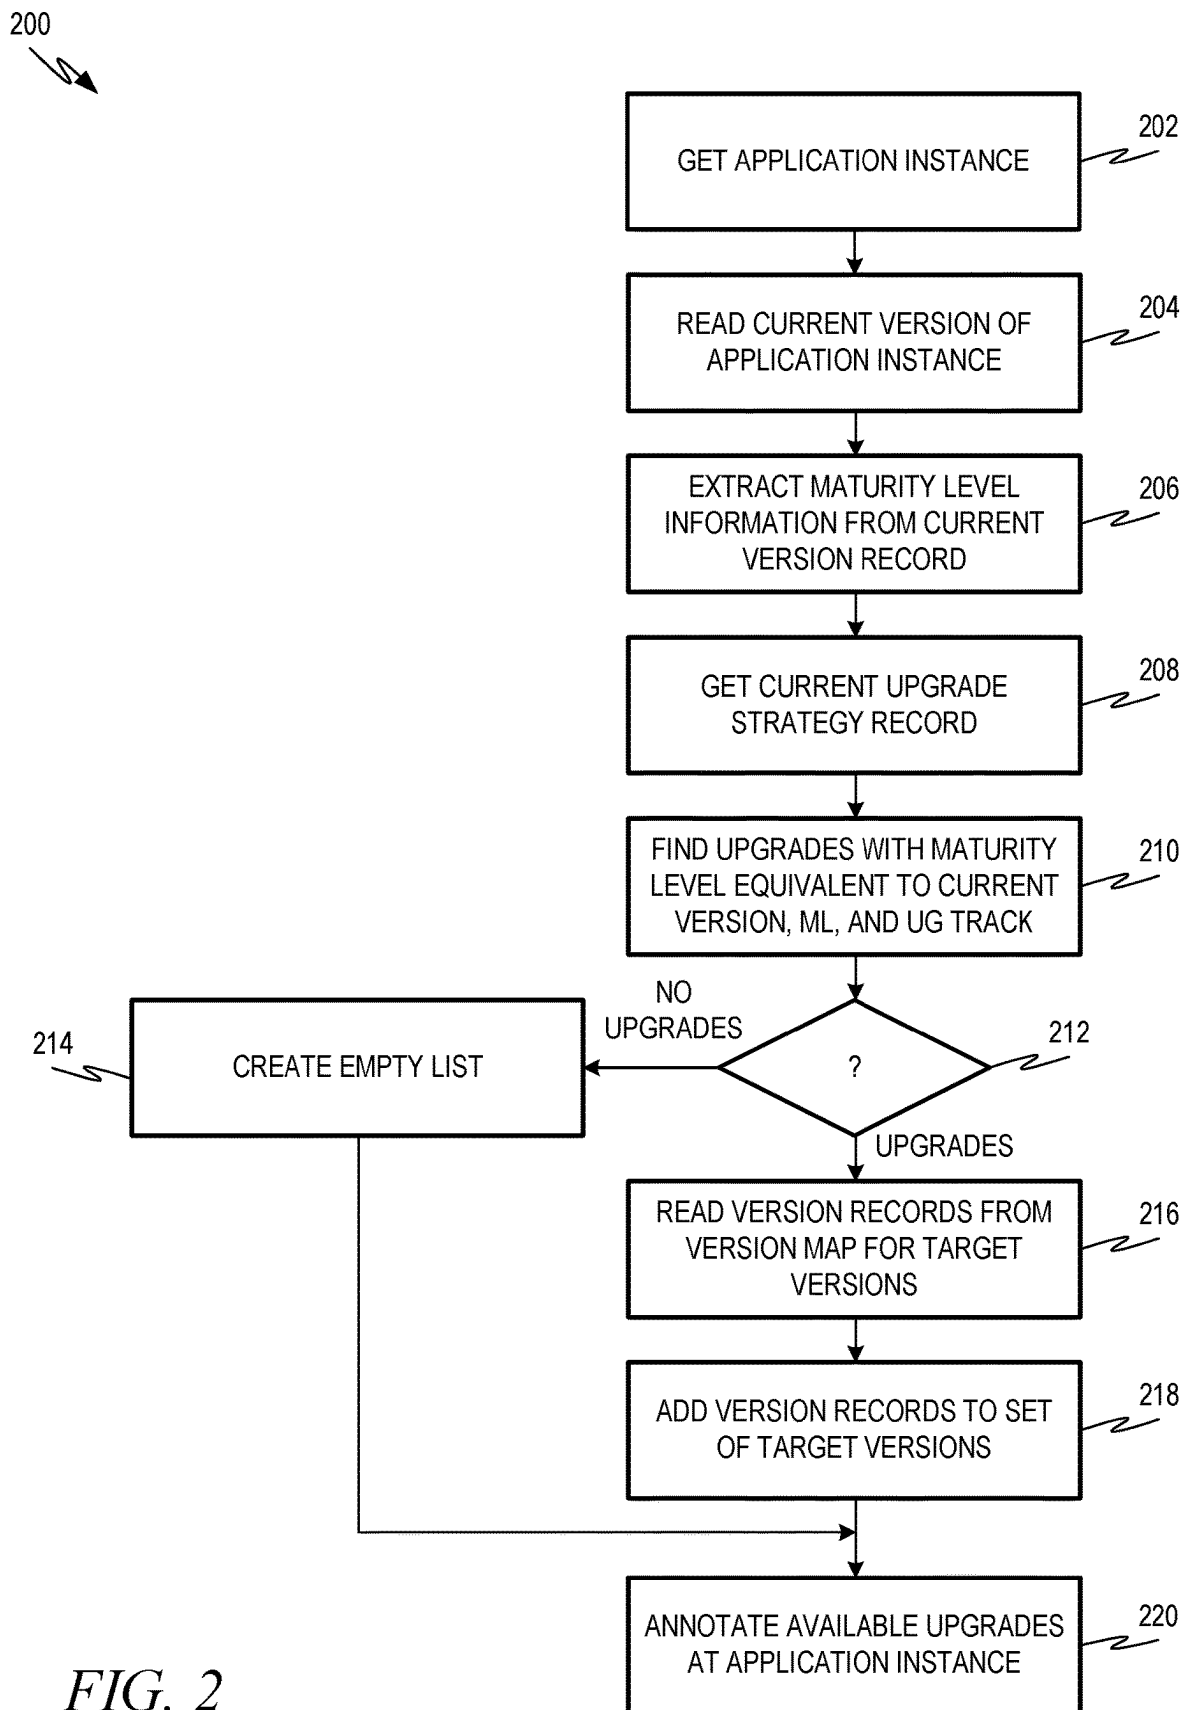 200
GET APPLICATION INSTANCE
202
READ CURRENT VERSION OF
APPLICATION INSTANCE
204
EXTRACT MATURITY LEVEL
INFORMATION FROM CURRENT
VERSION RECORD
206
GET CURRENT UPGRADE
STRATEGY RECORD
208
FIND UPGRADES WITH MATURITY
LEVEL EQUIVALENT TO CURRENT
VERSION, ML, AND UG TRACK
210
NO
UPGRADES
214
CREATE EMPTY LIST
?
212
UPGRADES
READ VERSION RECORDS FROM
VERSION MAP FOR TARGET
VERSIONS
216
ADD VERSION RECORDS TO SET
OF TARGET VERSIONS
218
ANNOTATE AVAILABLE UPGRADES
AT APPLICATION INSTANCE
220
FIG. 2